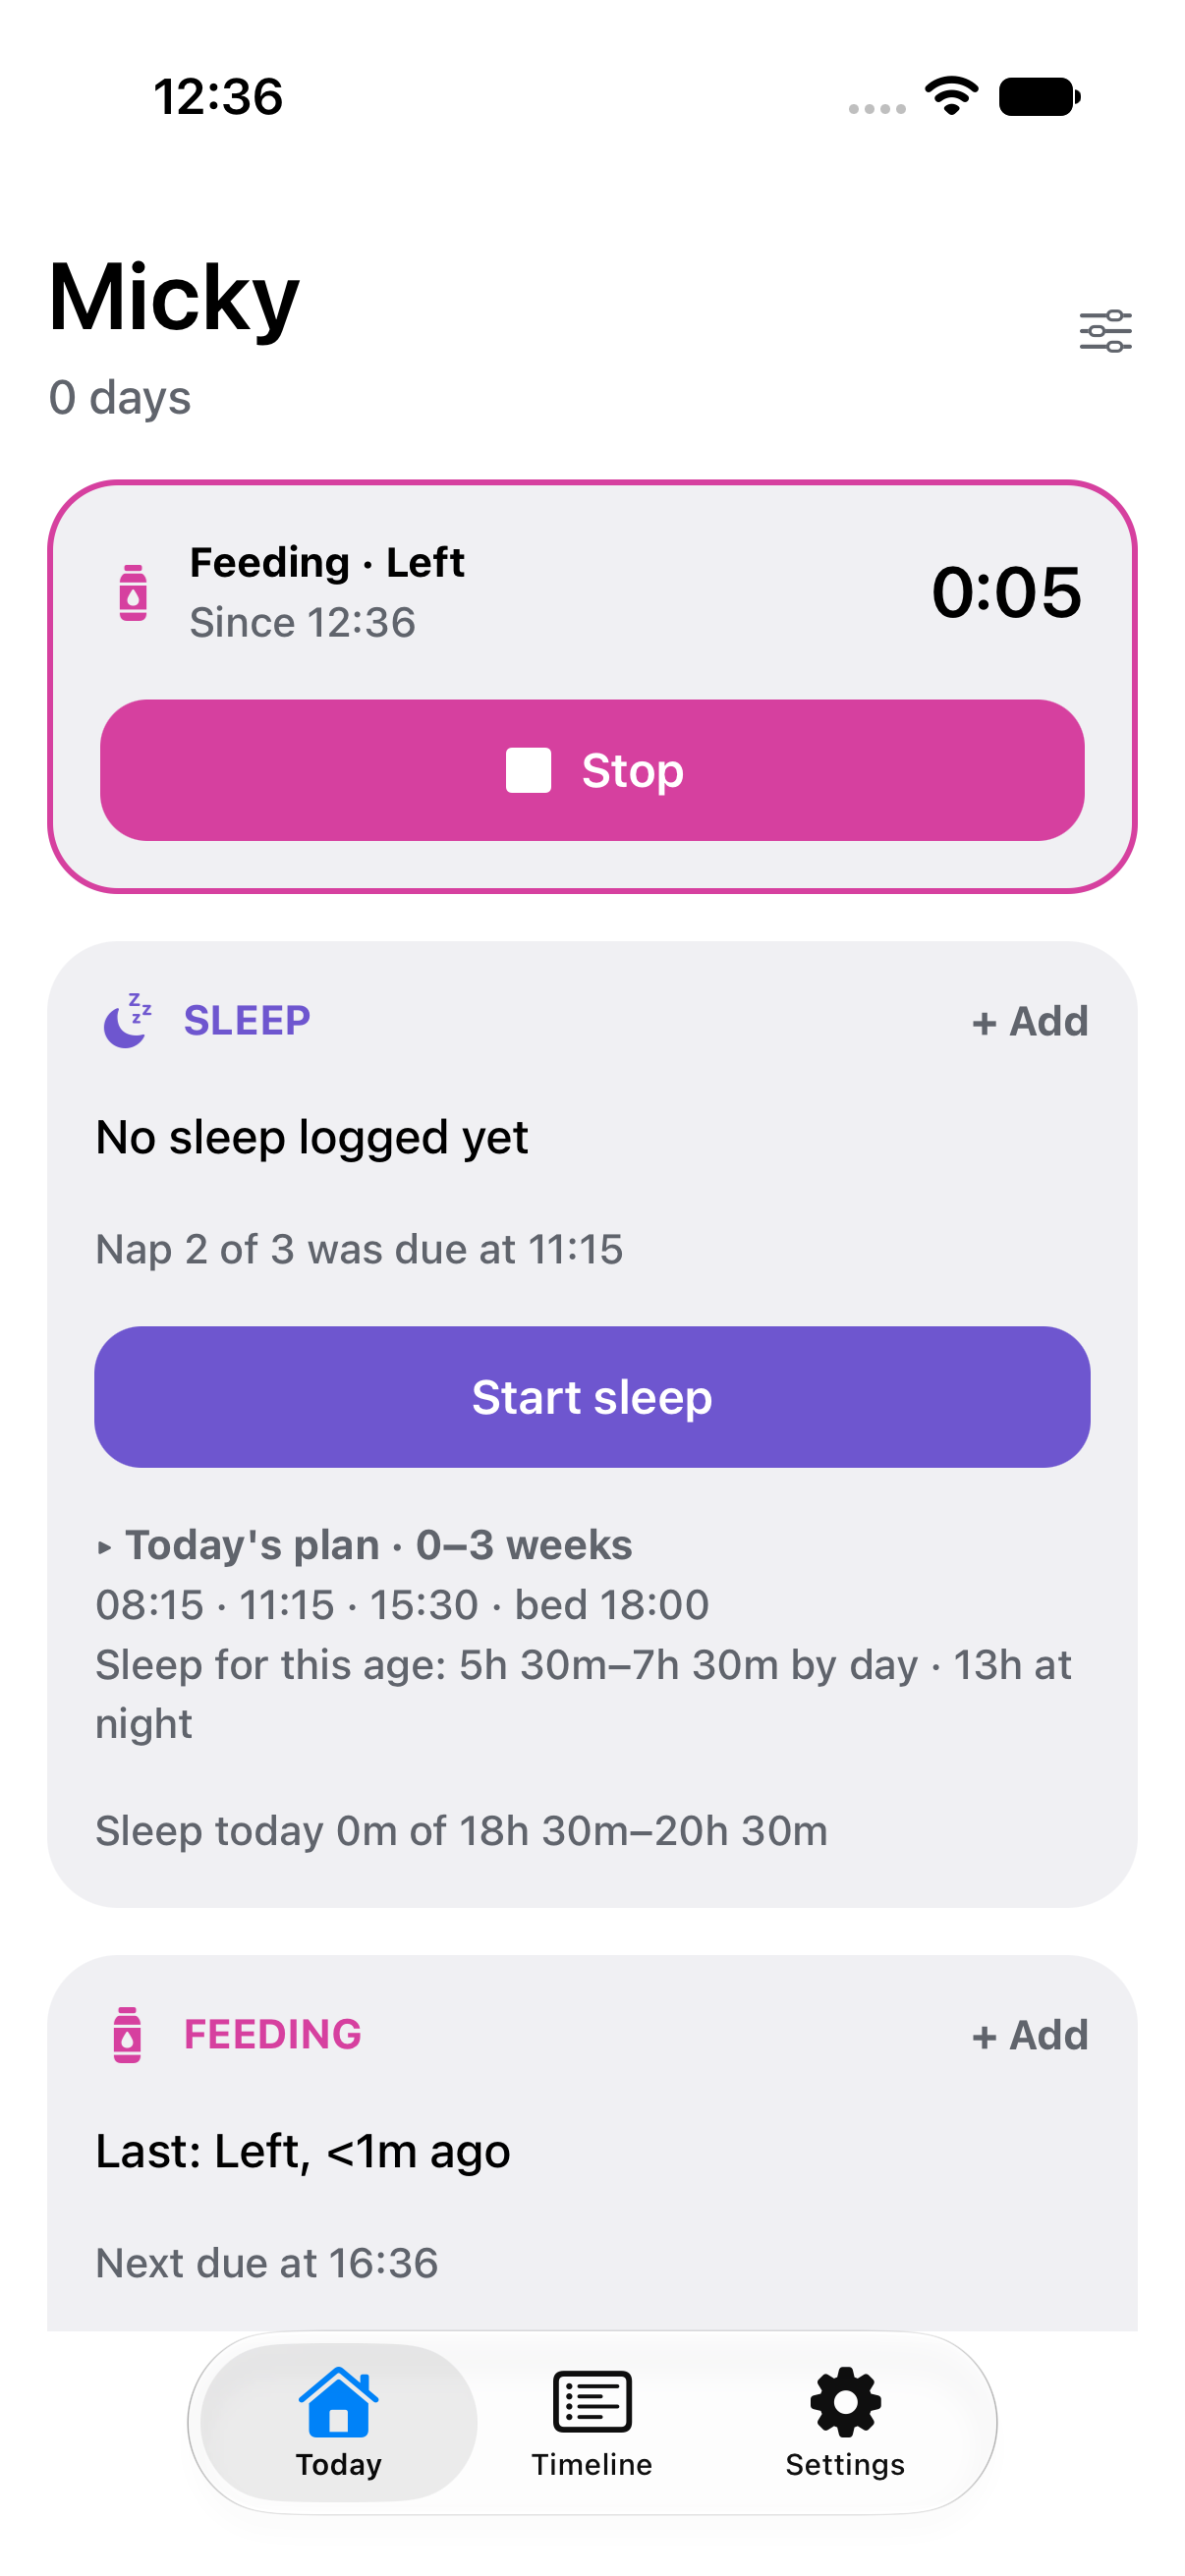 12:36
Micky
0 days
Feeding · Left
Since 12:36
0:05
Stop
SLEEP
+ Add
No sleep logged yet
Nap 2 of 3 was due at 11:15
Start sleep
▸ Today's plan · 0–3 weeks
08:15 · 11:15 · 15:30 · bed 18:00
Sleep for this age: 5h 30m–7h 30m by day · 13h at
night
Sleep today 0m of 18h 30m–20h 30m
FEEDING
+ Add
Last: Left, <1m ago
Next due at 16:36
Today
Timeline
Settings